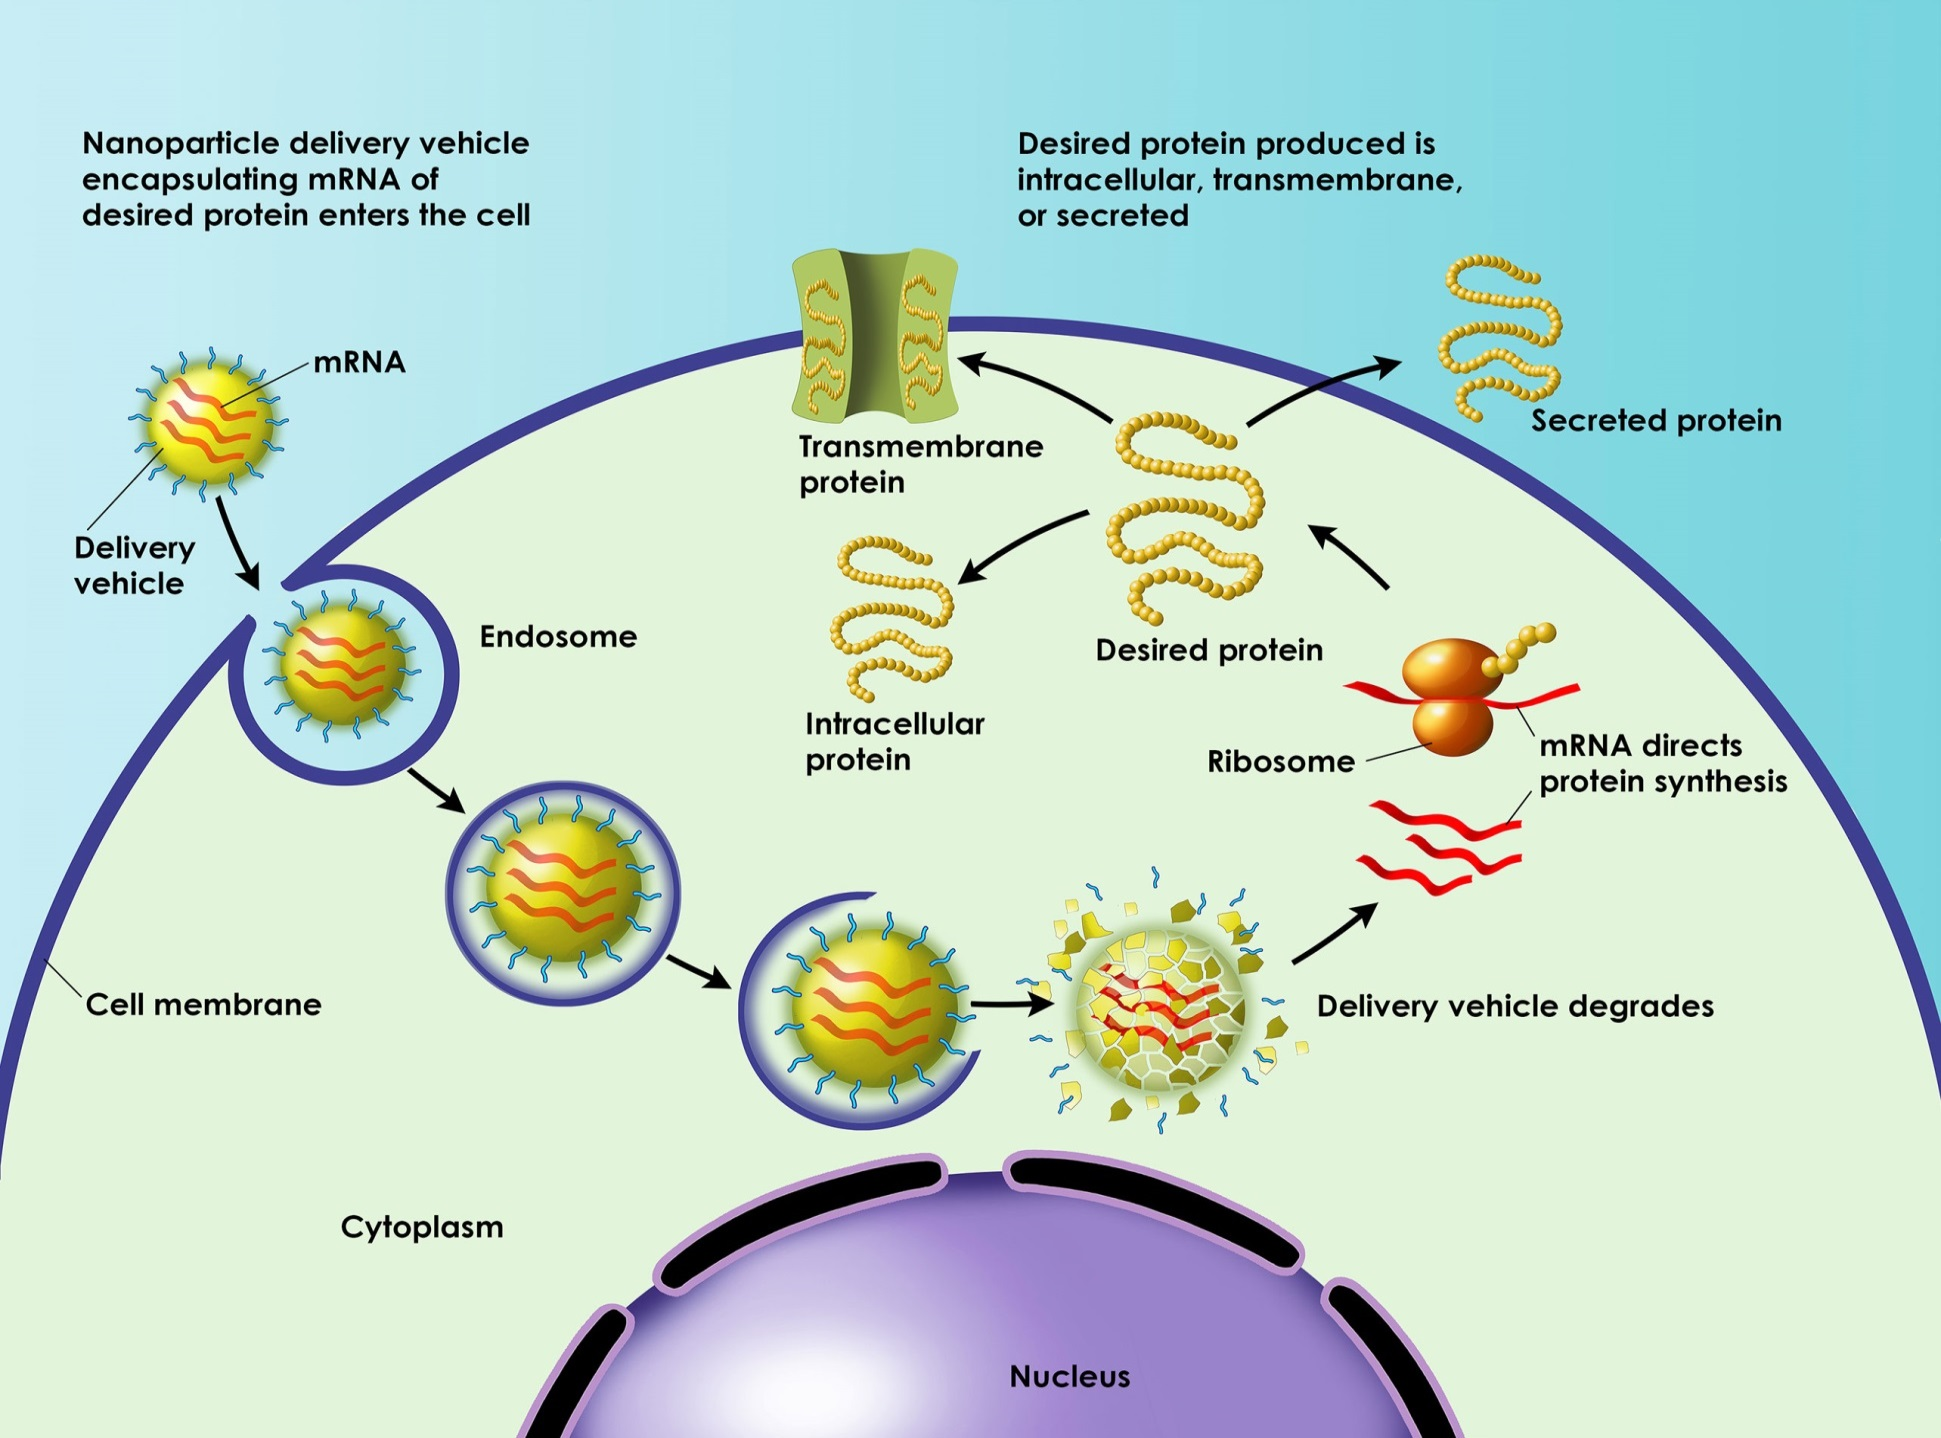 Nanoparticle delivery vehicle
encapsulating mRNA of
desired protein enters the cell
Desired protein produced is
intracellular, transmembrane,
or secreted
mRNA
Delivery
vehicle
Transmembrane
protein
Secreted protein
Endosome
Desired protein
Intracellular
protein
Ribosome
mRNA directs
protein synthesis
Cell membrane
Delivery vehicle degrades
Cytoplasm
Nucleus